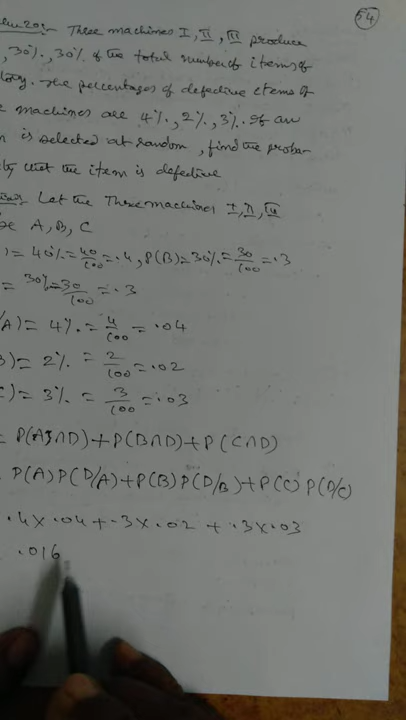 54
Three machines I, II, III produce
, 30%, 30% of the total number of items of
. The percentages of defective items of
machines are 4%, 2%, 3%. If an
is selected at random, find the proba-
that the item is defective
Let the Three machines I, II, III
A, B, C
) = 40% = 40/100 = .4, P(B) = 30% = 30/100 = .3
= 30% = 30/100 = .3
/A) = 4% = 4/100 = .04
B) = 2% = 2/100 = .02
C) = 3% = 3/100 = .03
= P(A∩D) + P(B∩D) + P(C∩D)
P(A) P(D/A) + P(B) P(D/B) + P(C) P(D/C)
.4 × .04 + .3 × .02 + .3 × .03
.016